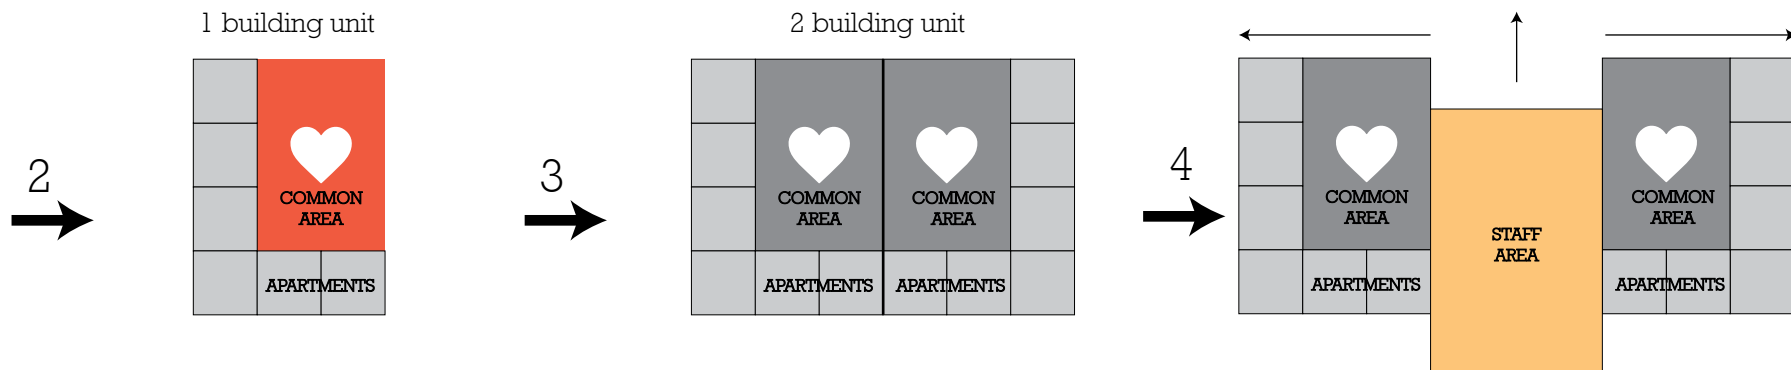 2
1 building unit
COMMON
AREA
APARTMENTS
3
2 building unit
COMMON
AREA
COMMON
AREA
APARTMENTS
APARTMENTS
4
COMMON
AREA
APARTMENTS
STAFF
AREA
COMMON
AREA
APARTMENTS